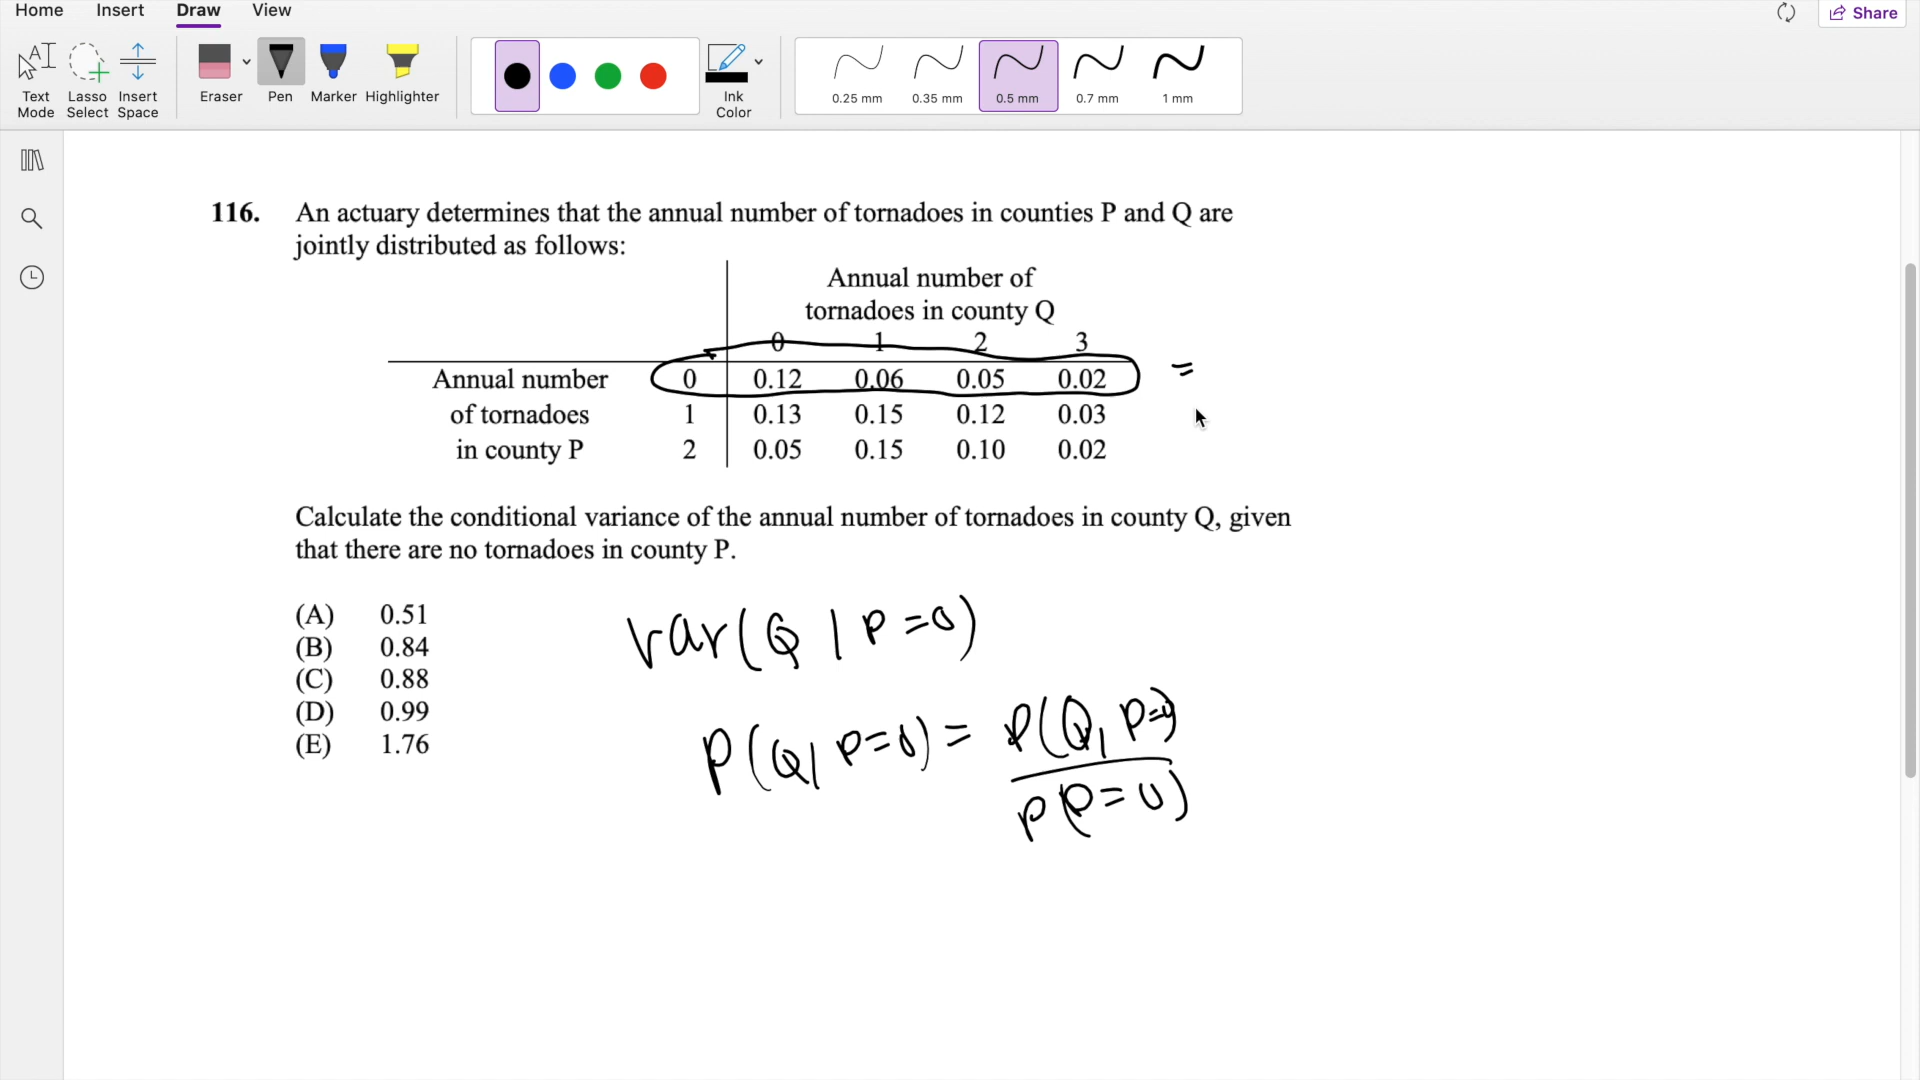 Home Insert Draw View
Share
Text Mode
Lasso Select
Insert Space
Eraser
Pen
Marker
Highlighter
Ink Color
0.25 mm
0.35 mm
0.5 mm
0.7 mm
1 mm
116. An actuary determines that the annual number of tornadoes in counties P and Q are
jointly distributed as follows:
Annual number of
tornadoes in county Q
0 1 2 3
Annual number 0 0.12 0.06 0.05 0.02 =
of tornadoes 1 0.13 0.15 0.12 0.03
in county P 2 0.05 0.15 0.10 0.02
Calculate the conditional variance of the annual number of tornadoes in county Q, given
that there are no tornadoes in county P.
(A) 0.51
(B) 0.84
(C) 0.88
(D) 0.99
(E) 1.76
var(Q | P=0)
P(Q| P=0) = P(Q, P=0)
P(P=0)